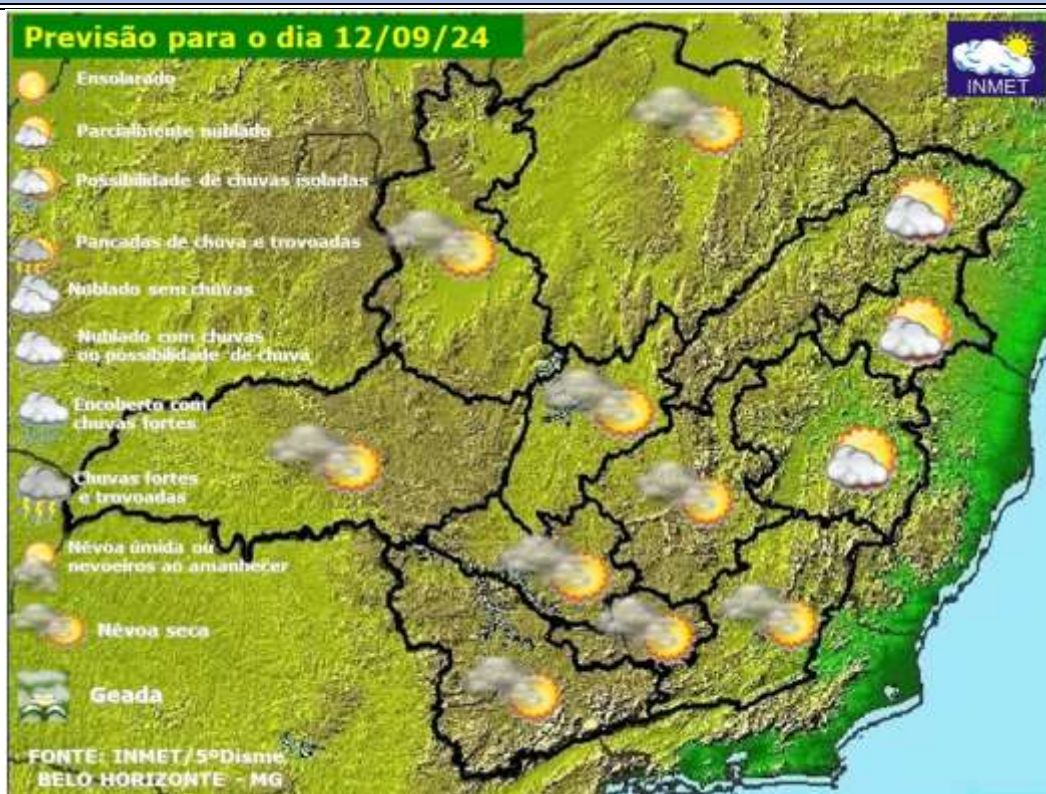 Previsão para o dia 12/09/24
INMET
Ensolarado
Parcialmente nublado
Possibilidade de chuvas isoladas
Pancadas de chuva e trovoadas
Nublado sem chuvas
Nublado com chuvas
ou possibilidade de chuva
Encoberto com
chuvas fortes
Chuvas fortes
e trovoadas
Névoa úmida ou
nevoeiros ao amanhecer
Névoa seca
Geada
FONTE: INMET/5ºDisme
BELO HORIZONTE - MG